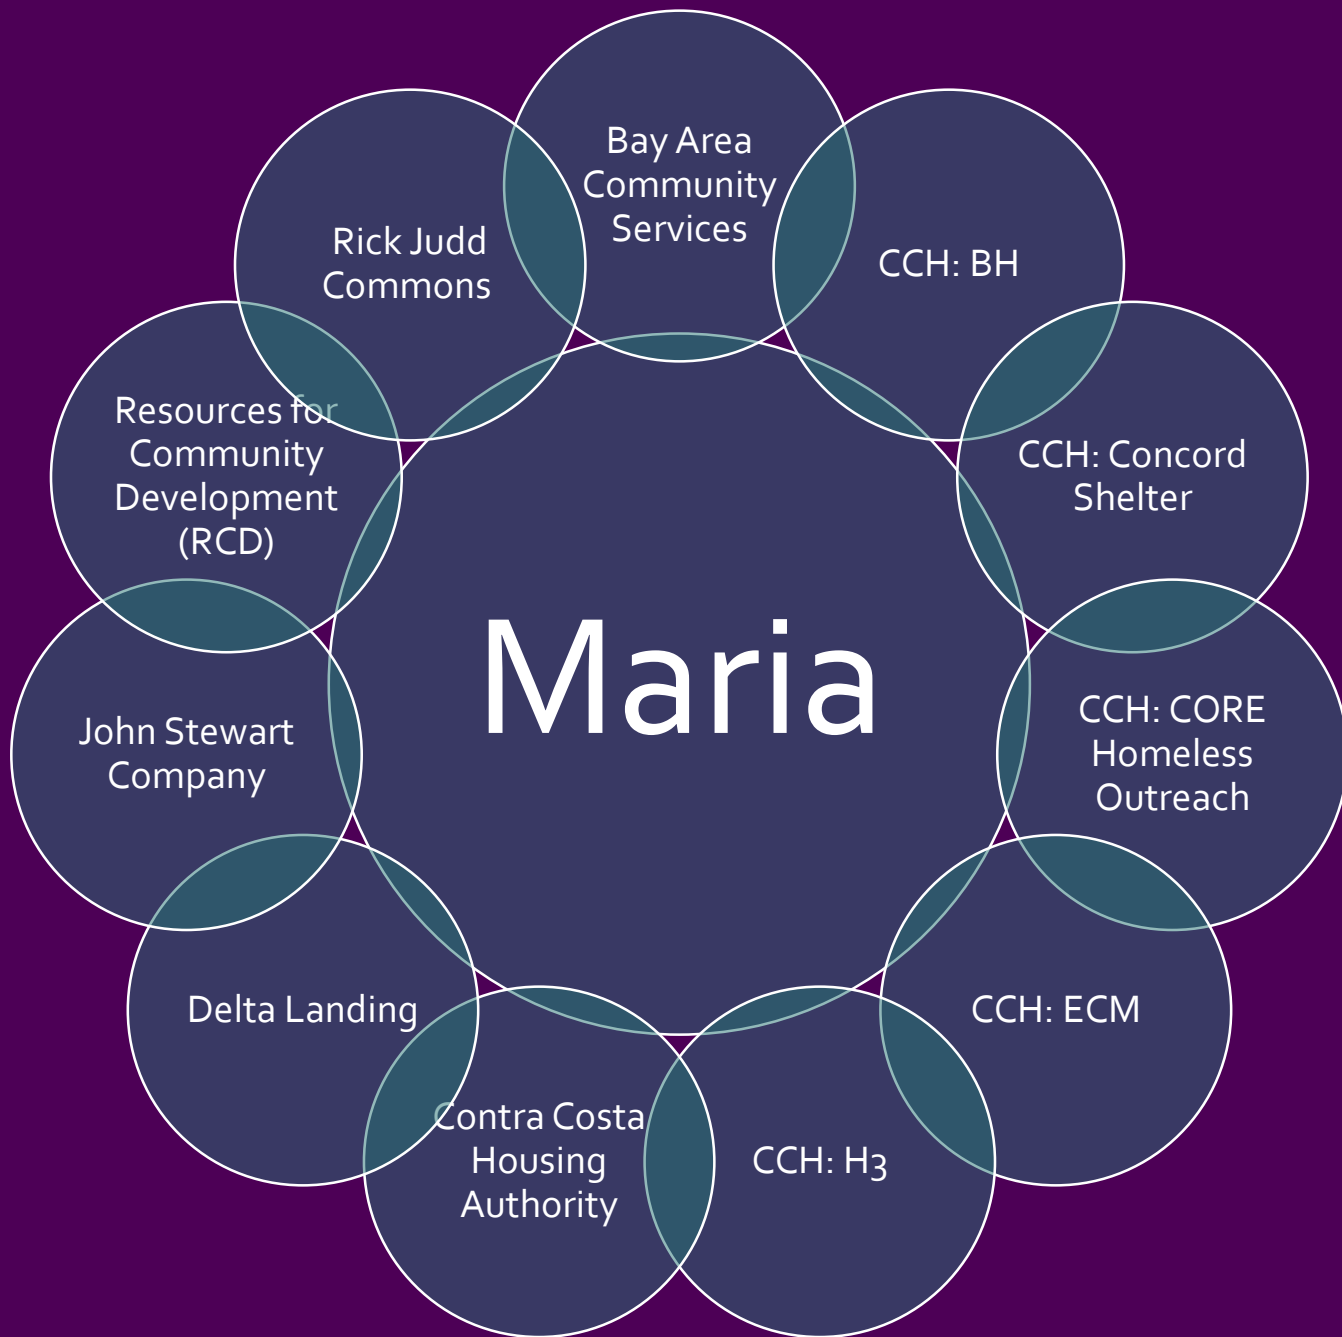 Bay Area
Community
Services
CCH: BH
CCH: Concord
Shelter
CCH: CORE
Homeless
Outreach
CCH: ECM
CCH: H3
Contra Costa
Housing
Authority
Delta Landing
John Stewart
Company
Resources for
Community
Development
(RCD)
Rick Judd
Commons
Maria